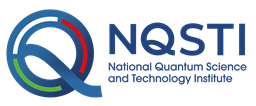 NQSTI
National Quantum Science
and Technology Institute